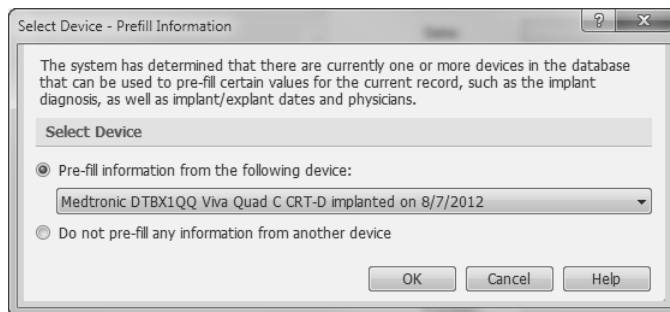 Select Device - Prefill Information
The system has determined that there are currently one or more devices in the database
that can be used to pre-fill certain values for the current record, such as the implant
diagnosis, as well as implant/explant dates and physicians.
Select Device
Pre-fill information from the following device:
Medtronic DTBX1QQ Viva Quad C CRT-D implanted on 8/7/2012
Do not pre-fill any information from another device
OK Cancel Help